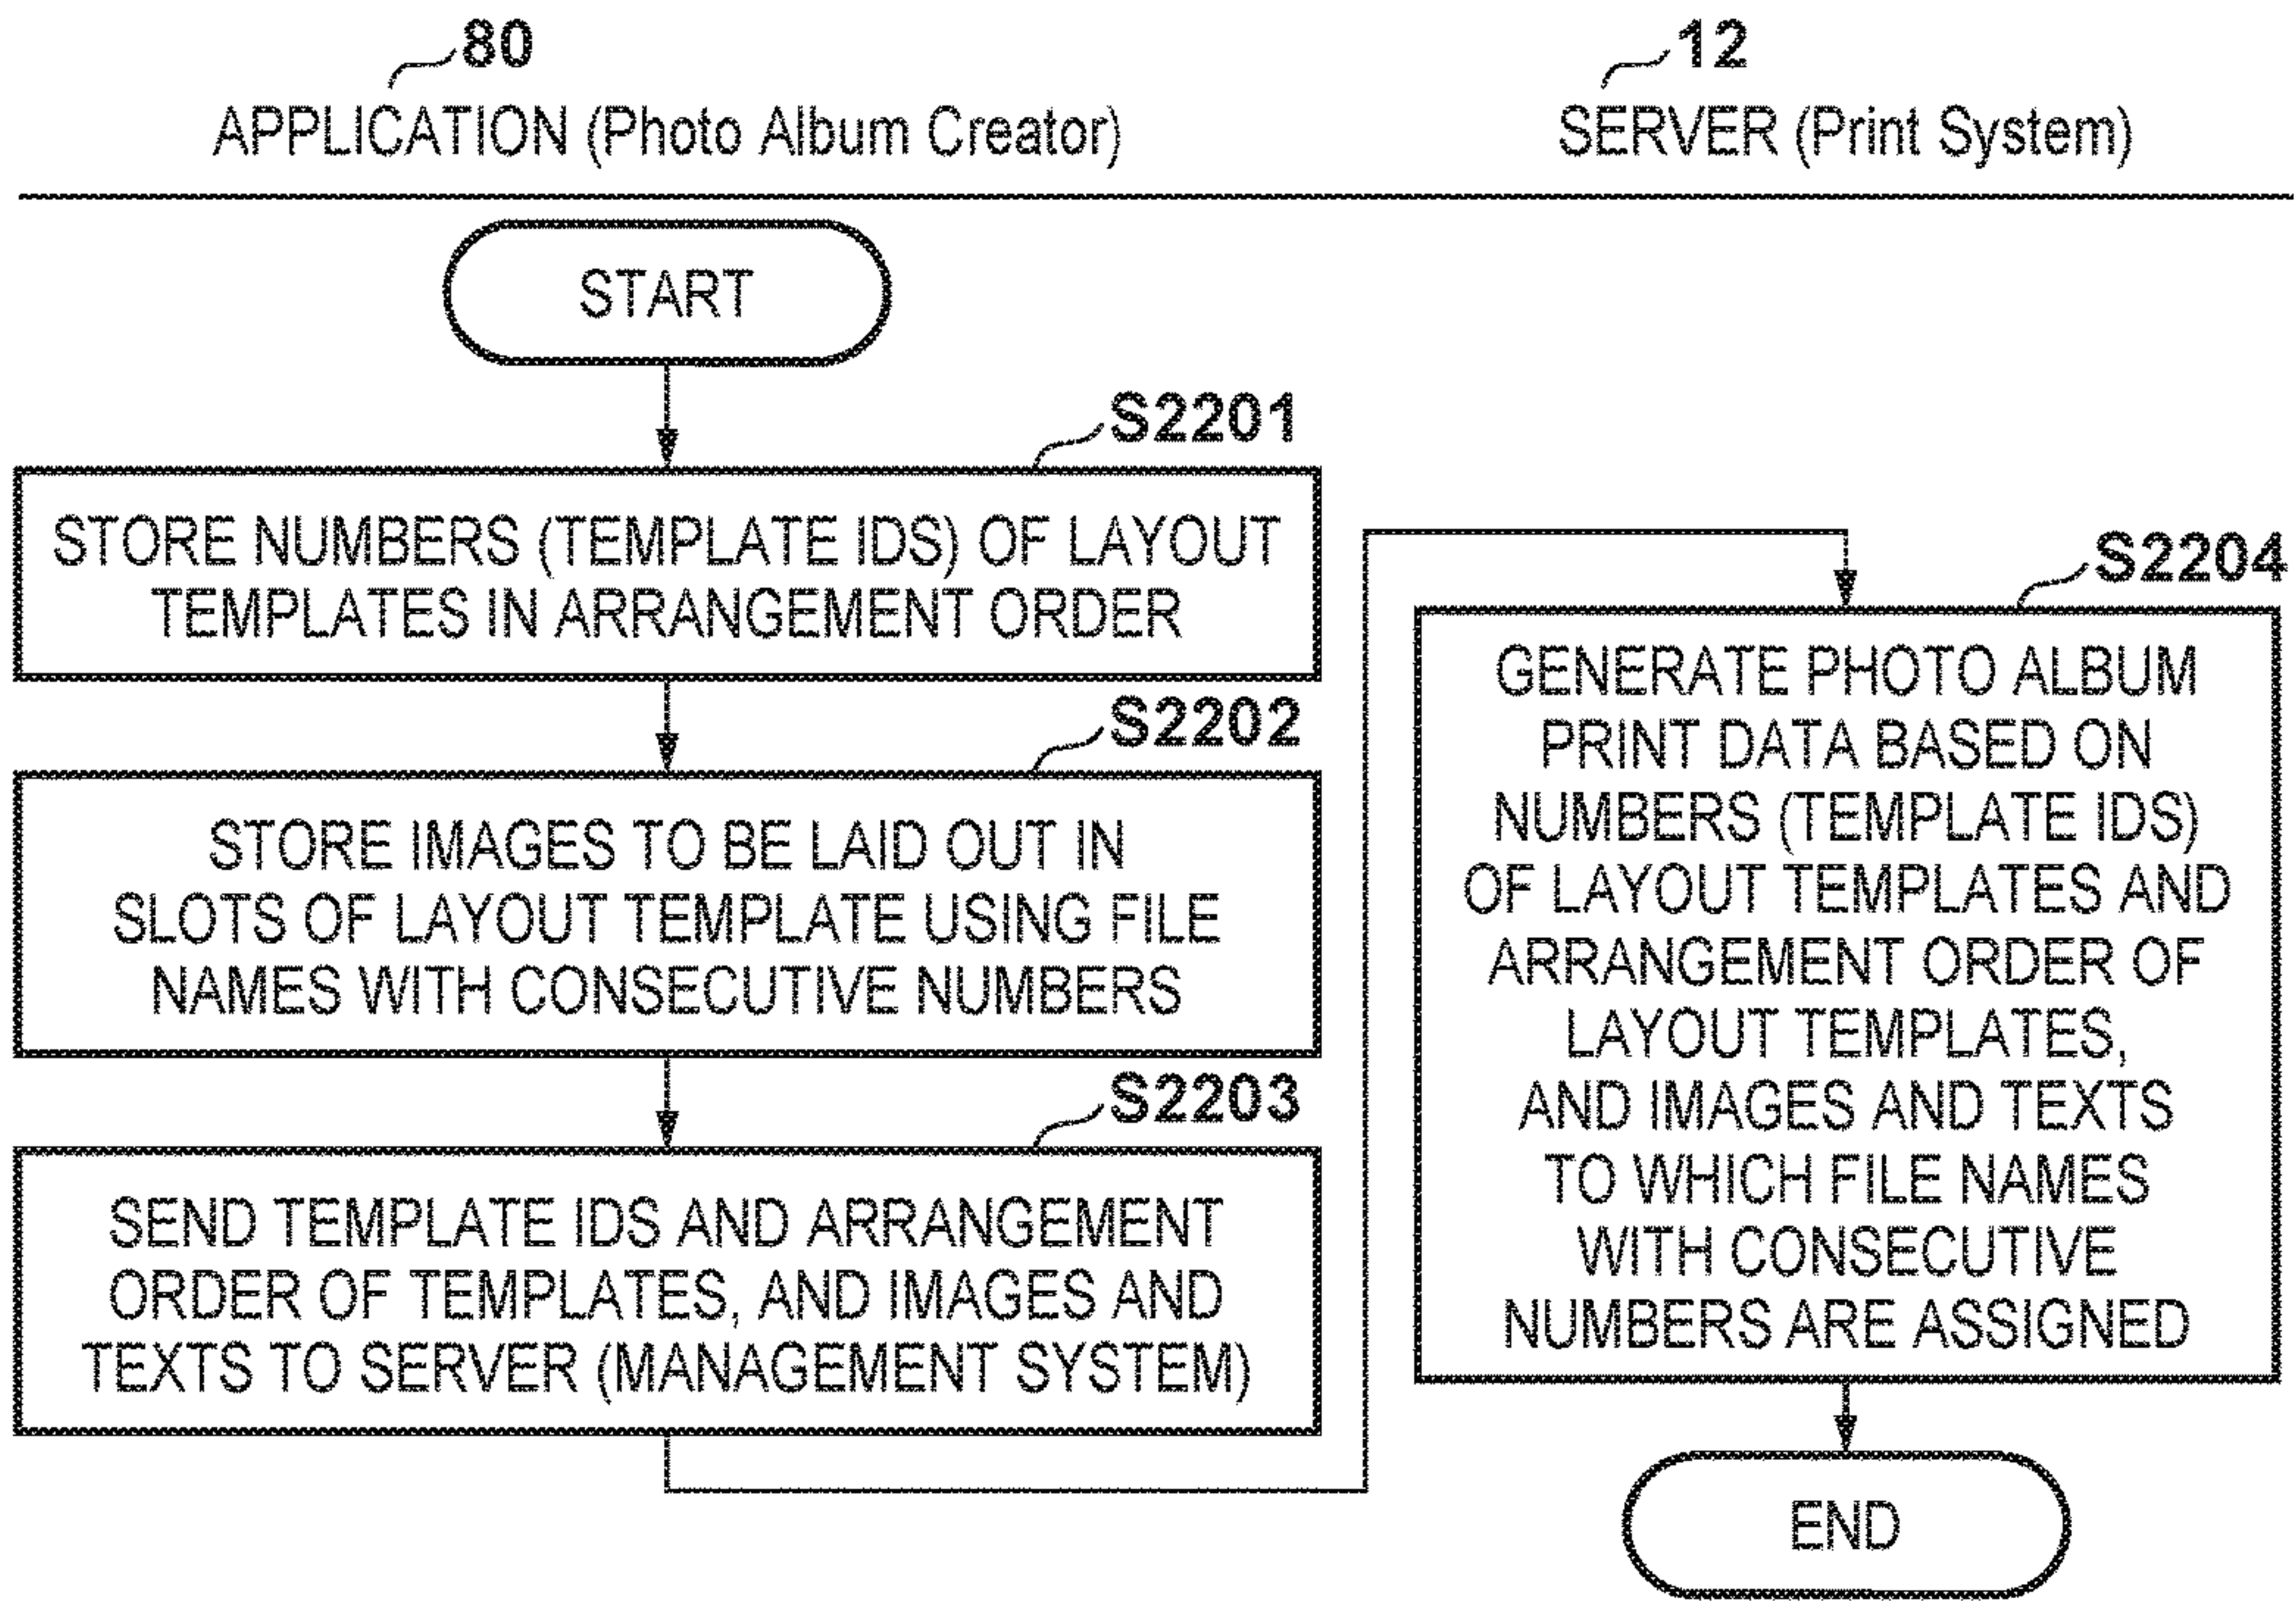 80
APPLICATION (Photo Album Creator)
12
SERVER (Print System)
START
S2201
STORE NUMBERS (TEMPLATE IDS) OF LAYOUT
TEMPLATES IN ARRANGEMENT ORDER
S2202
STORE IMAGES TO BE LAID OUT IN
SLOTS OF LAYOUT TEMPLATE USING FILE
NAMES WITH CONSECUTIVE NUMBERS
S2203
SEND TEMPLATE IDS AND ARRANGEMENT
ORDER OF TEMPLATES, AND IMAGES AND
TEXTS TO SERVER (MANAGEMENT SYSTEM)
S2204
GENERATE PHOTO ALBUM
PRINT DATA BASED ON
NUMBERS (TEMPLATE IDS)
OF LAYOUT TEMPLATES AND
ARRANGEMENT ORDER OF
LAYOUT TEMPLATES,
AND IMAGES AND TEXTS
TO WHICH FILE NAMES
WITH CONSECUTIVE
NUMBERS ARE ASSIGNED
END